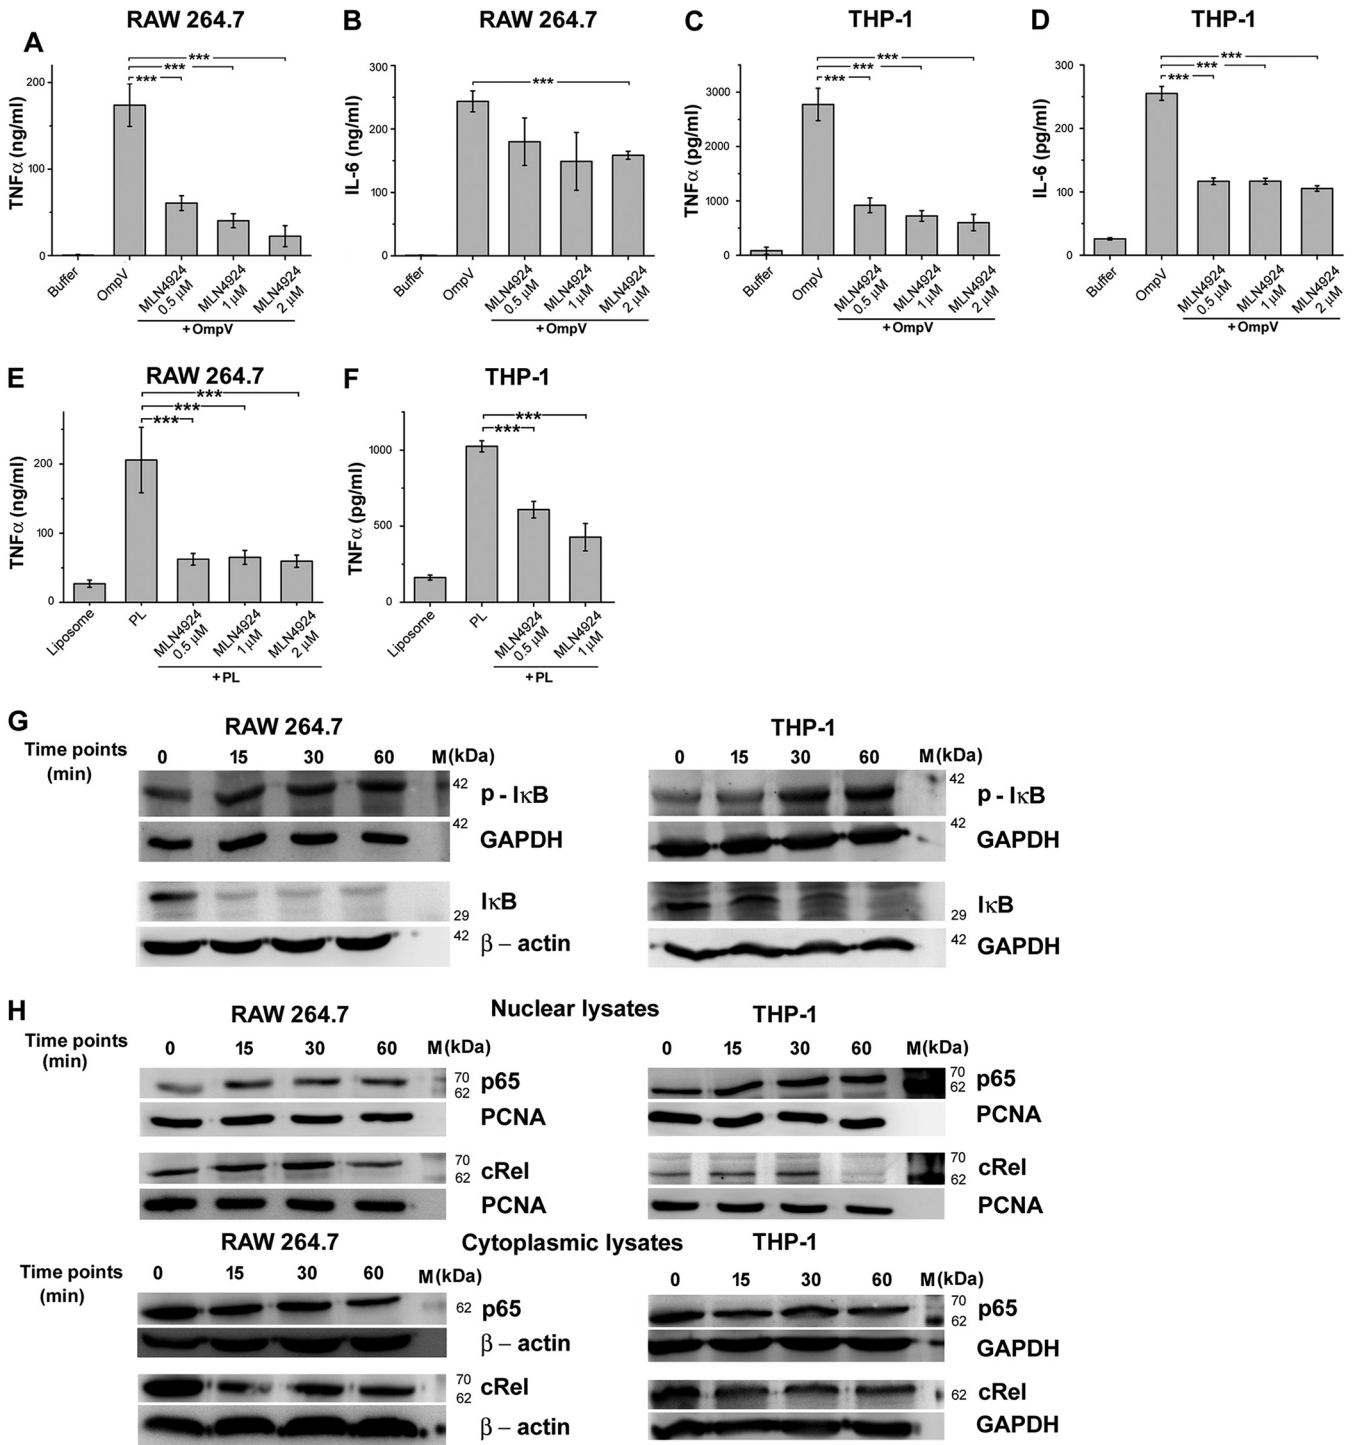 A
RAW 264.7
TNFα (ng/ml)
200
100
0
***
***
***
Buffer
OmpV
MLN4924
0.5 µM
MLN4924
1 µM
MLN4924
2 µM
+OmpV
B
RAW 264.7
IL-6 (ng/ml)
300
200
100
0
***
Buffer
OmpV
MLN4924
0.5 µM
MLN4924
1 µM
MLN4924
2 µM
+OmpV
C
THP-1
TNFα (pg/ml)
3000
2000
1000
0
***
***
***
Buffer
OmpV
MLN4924
0.5 µM
MLN4924
1 µM
MLN4924
2 µM
+OmpV
D
THP-1
IL-6 (pg/ml)
300
200
100
0
***
***
***
Buffer
OmpV
MLN4924
0.5 µM
MLN4924
1 µM
MLN4924
2 µM
+OmpV
E
RAW 264.7
TNFα (ng/ml)
200
100
0
***
***
***
Liposome
PL
MLN4924
0.5 µM
MLN4924
1 µM
MLN4924
2 µM
+PL
F
THP-1
TNFα (pg/ml)
1000
500
0
***
***
Liposome
PL
MLN4924
0.5 µM
MLN4924
1 µM
+PL
G
RAW 264.7
Time points
(min)
0 15 30 60 M(kDa)
42
p - IκB
42
GAPDH
IκB
29
42
β – actin
THP-1
0 15 30 60 M(kDa)
42
p - IκB
42
GAPDH
IκB
29
42
GAPDH
H
Nuclear lysates
RAW 264.7
Time points
(min)
0 15 30 60 M(kDa)
70
62
p65
PCNA
70
62
cRel
PCNA
THP-1
0 15 30 60 M(kDa)
70
62
p65
PCNA
70
62
cRel
PCNA
Cytoplasmic lysates
RAW 264.7
Time points
(min)
0 15 30 60 M(kDa)
62
p65
β – actin
70
62
cRel
β – actin
THP-1
0 15 30 60 M(kDa)
70
62
p65
GAPDH
62
cRel
GAPDH